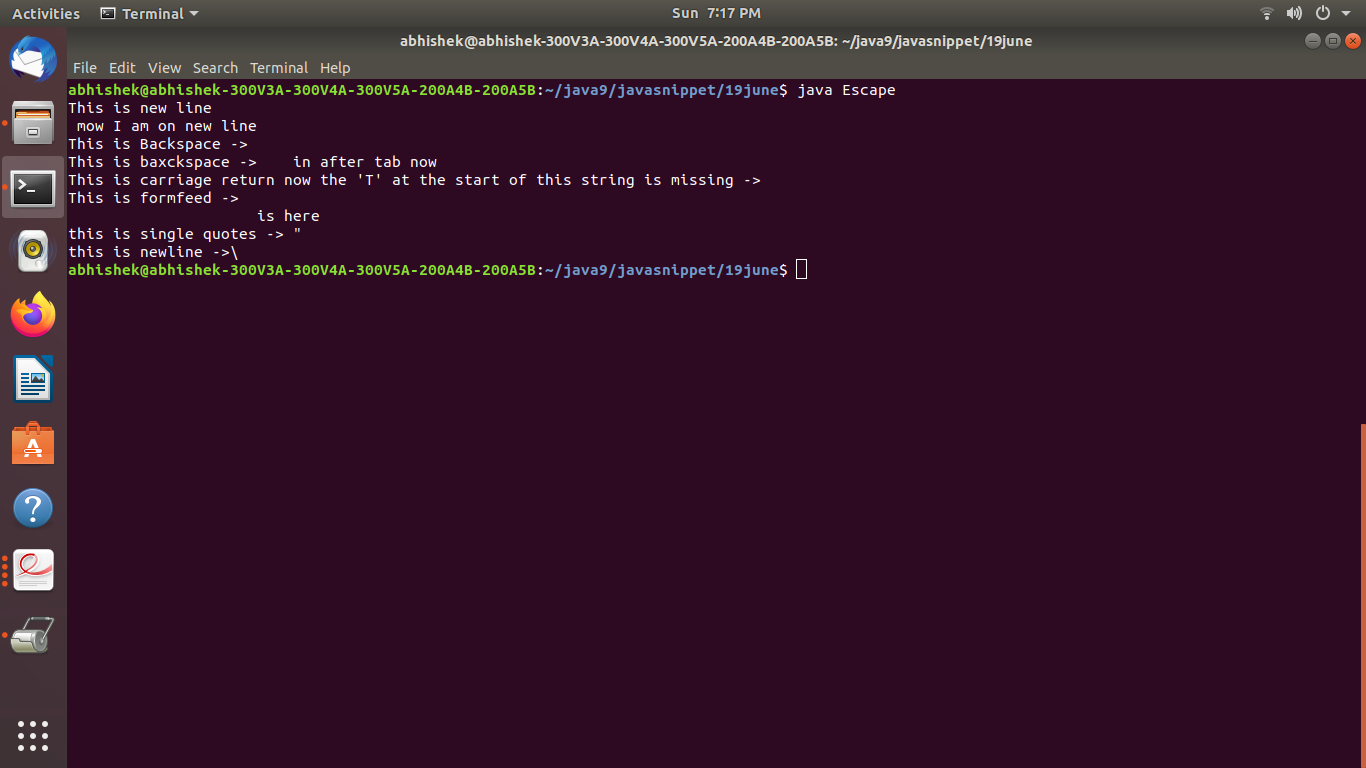 Activities Terminal Sun 7:17 PM
abhishek@abhishek-300V3A-300V4A-300V5A-200A4B-200A5B: ~/java9/javasnippet/19june
File Edit View Search Terminal Help
abhishek@abhishek-300V3A-300V4A-300V5A-200A4B-200A5B:~/java9/javasnippet/19june$ java Escape
This is new line
 mow I am on new line
This is Backspace ->
This is baxckspace ->    in after tab now
This is carriage return now the 'T' at the start of this string is missing ->
This is formfeed ->
                     is here
this is single quotes -> "
this is newline ->\
abhishek@abhishek-300V3A-300V4A-300V5A-200A4B-200A5B:~/java9/javasnippet/19june$